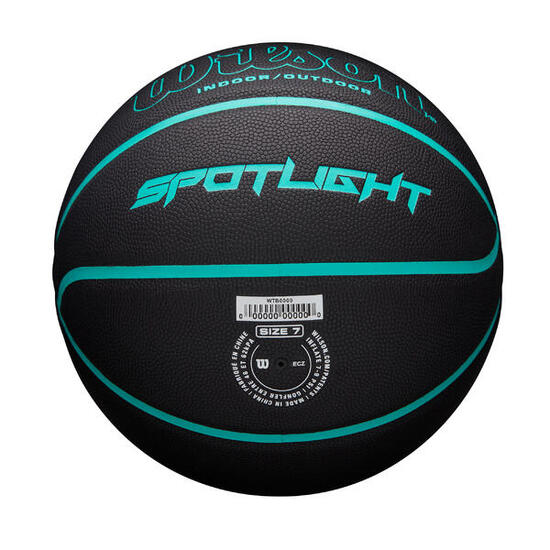 Wilson
INDOOR/OUTDOOR
SPOTLIGHT
WTB0000
0 00000 00000 0
SIZE 7
W
ECZ
WILSON.COM/PATENTS
INFLATE 7-9 PSI / GONFLER ENTRE 48 ET 62kPA
MADE IN CHINA / FABRIQUÉ EN CHINE